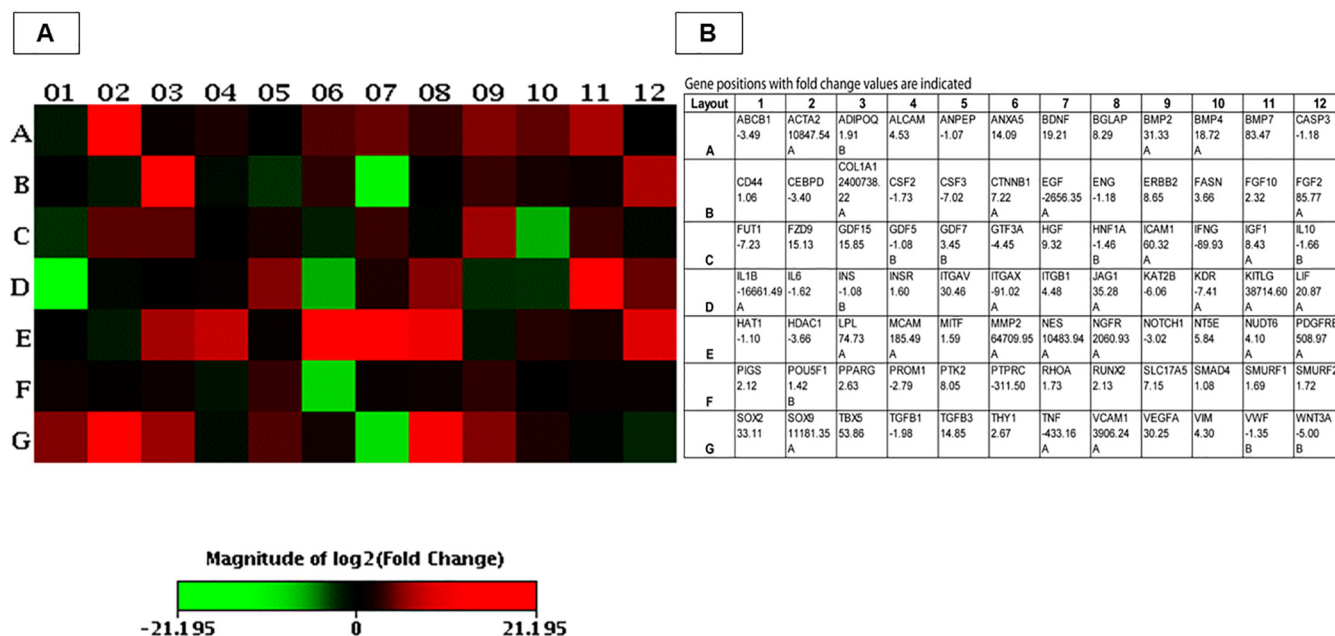 A
B
01 02 03 04 05 06 07 08 09 10 11 12
A
B
C
D
E
F
G
Magnitude of log2(Fold Change)
-21.195 0 21.195
Gene positions with fold change values are indicated
Layout 1 2 3 4 5 6 7 8 9 10 11 12
ABCB1 ACTA2 ADIPOQ ALCAM ANPEP ANXA5 BDNF BGLAP BMP2 BMP4 BMP7 CASP3
-3.49 10847.54 1.91 4.53 -1.07 14.09 19.21 8.29 31.33 18.72 83.47 -1.18
A A B A A
COL1A1
CD44 CEBPD 2400738. CSF2 CSF3 CTNNB1 EGF ENG ERBB2 FASN FGF10 FGF2
1.06 -3.40 22 -1.73 -7.02 7.22 -2656.35 -1.18 8.65 3.66 2.32 85.77
B A A A A
FUT1 FZD9 GDF15 GDF5 GDF7 GTF3A HGF HNF1A ICAM1 IFNG IGF1 IL10
-7.23 15.13 15.85 -1.08 3.45 -4.45 9.32 -1.46 60.32 -89.93 8.43 -1.66
C B B B A A B
IL1B IL6 INS INSR ITGAV ITGAX ITGB1 JAG1 KAT2B KDR KITLG LIF
-16661.49 -1.62 -1.08 1.60 30.46 -91.02 4.48 35.28 -6.06 -7.41 38714.60 20.87
D A B A A A A A
HAT1 HDAC1 LPL MCAM MITF MMP2 NES NGFR NOTCH1 NT5E NUDT6 PDGFRB
-1.10 -3.66 74.73 185.49 1.59 64709.95 10483.94 2060.93 -3.02 5.84 4.10 508.97
E A A A A A A A
PIGS POU5F1 PPARG PROM1 PTK2 PTPRC RHOA RUNX2 SLC17A5 SMAD4 SMURF1 SMURF2
2.12 1.42 2.63 -2.79 8.05 -311.50 1.73 2.13 7.15 1.08 1.69 1.72
F B
SOX2 SOX9 TBX5 TGFB1 TGFB3 THY1 TNF VCAM1 VEGFA VIM VWF WNT3A
33.11 11181.35 53.86 -1.98 14.85 2.67 -433.16 3906.24 30.25 4.30 -1.35 -5.00
G A A A B B